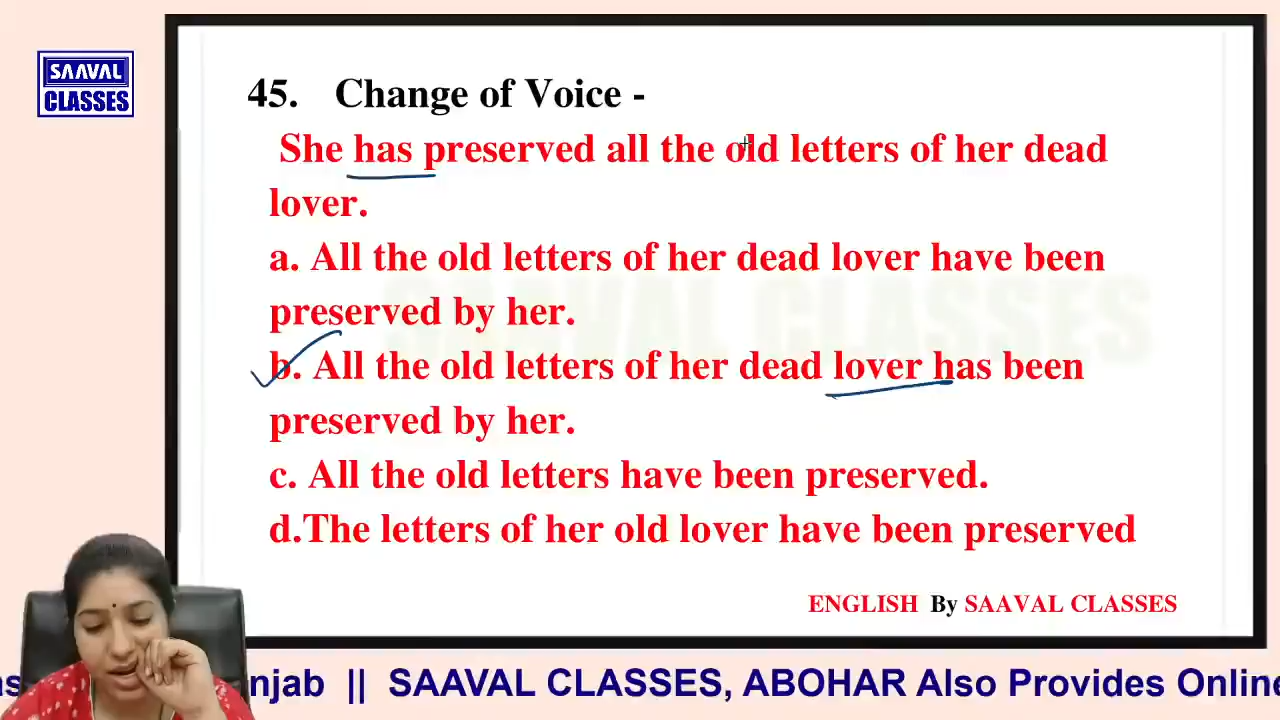 SAAVAL
CLASSES
45. Change of Voice -
She has preserved all the old letters of her dead
lover.
a. All the old letters of her dead lover have been
preserved by her.
b. All the old letters of her dead lover has been
preserved by her.
c. All the old letters have been preserved.
d.The letters of her old lover have been preserved
SAAVAL CLASSES
ENGLISH By SAAVAL CLASSES
njab || SAAVAL CLASSES, ABOHAR Also Provides Online